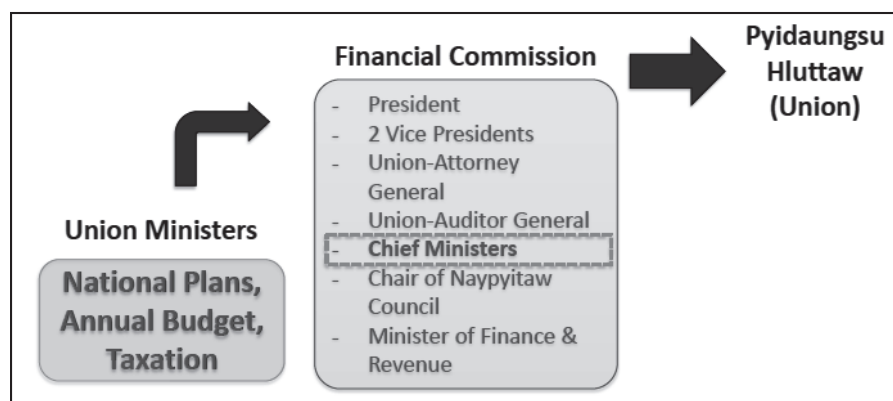 Financial Commission
Pyidaungsu
Hluttaw
(Union)
- President
- 2 Vice Presidents
- Union-Attorney
General
- Union-Auditor General
- Chief Ministers
- Chair of Naypyitaw
Council
- Minister of Finance &
Revenue
Union Ministers
National Plans,
Annual Budget,
Taxation